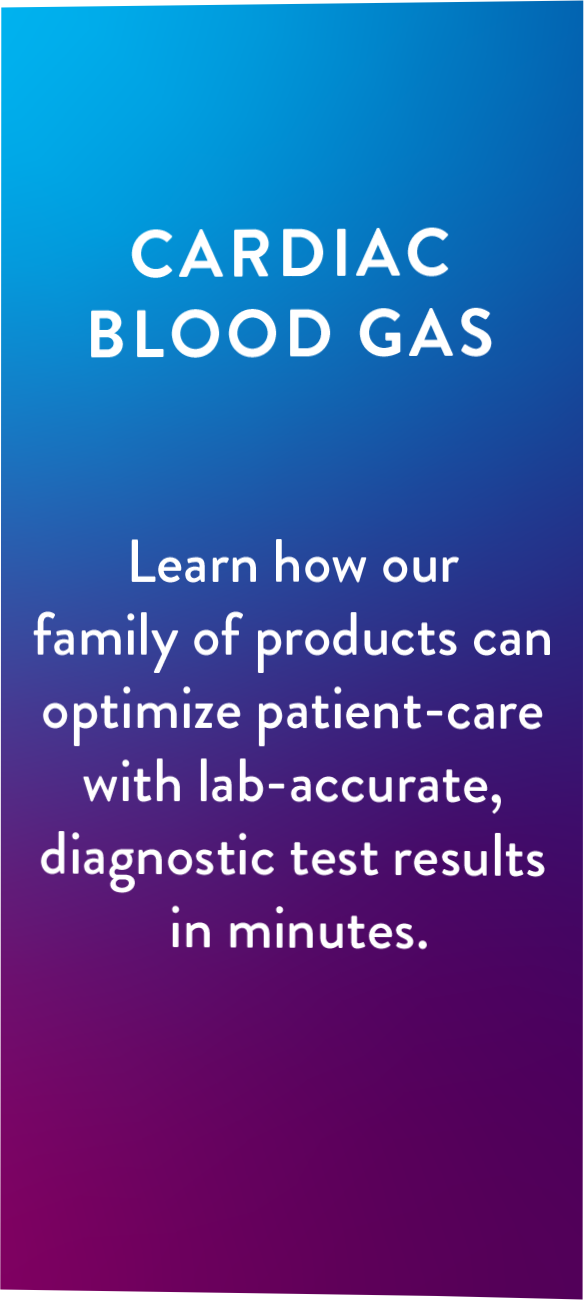 CARDIAC
BLOOD GAS
Learn how our
family of products can
optimize patient-care
with lab-accurate,
diagnostic test results
in minutes.